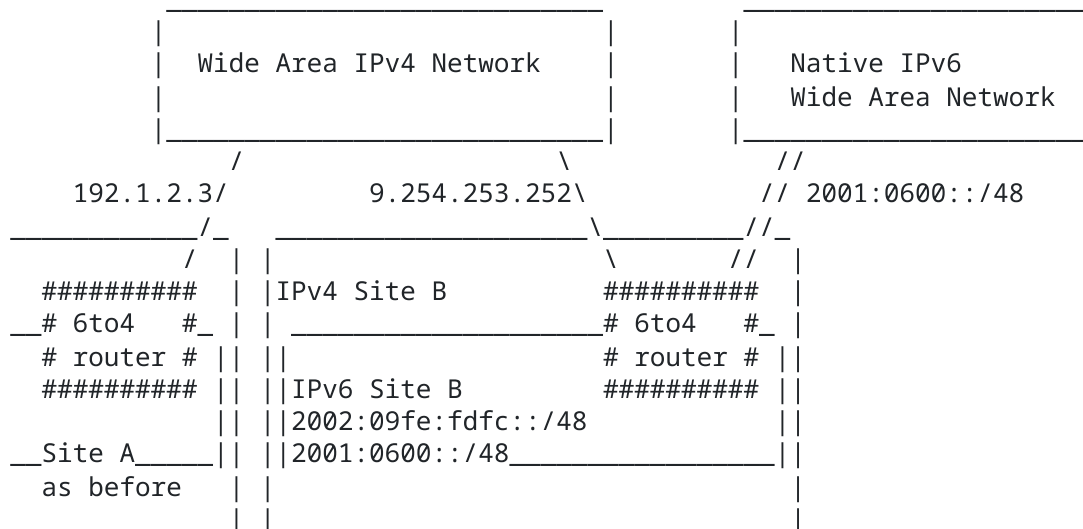 Wide Area IPv4 Network Native IPv6
Wide Area Network
192.1.2.3/ 9.254.253.252\ // 2001:0600::/48
########## IPv4 Site B ##########
# 6to4 # # 6to4 #
# router # # router #
########## IPv6 Site B ##########
2002:09fe:fdfc::/48
Site A 2001:0600::/48
as before